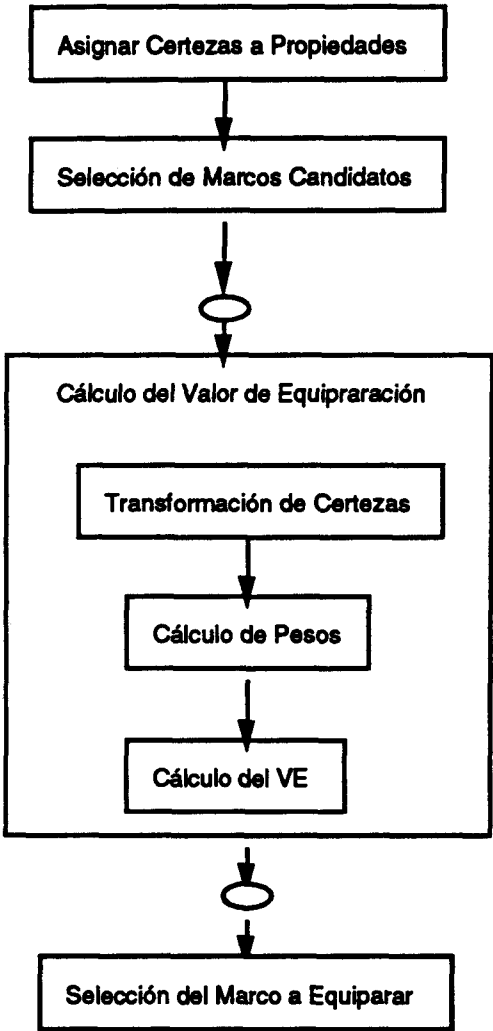 Asignar Certezas a Propiedades
Selección de Marcos Candidatos
Cálculo del Valor de Equipraración
Transformación de Certezas
Cálculo de Pesos
Cálculo del VE
Selección del Marco a Equiparar